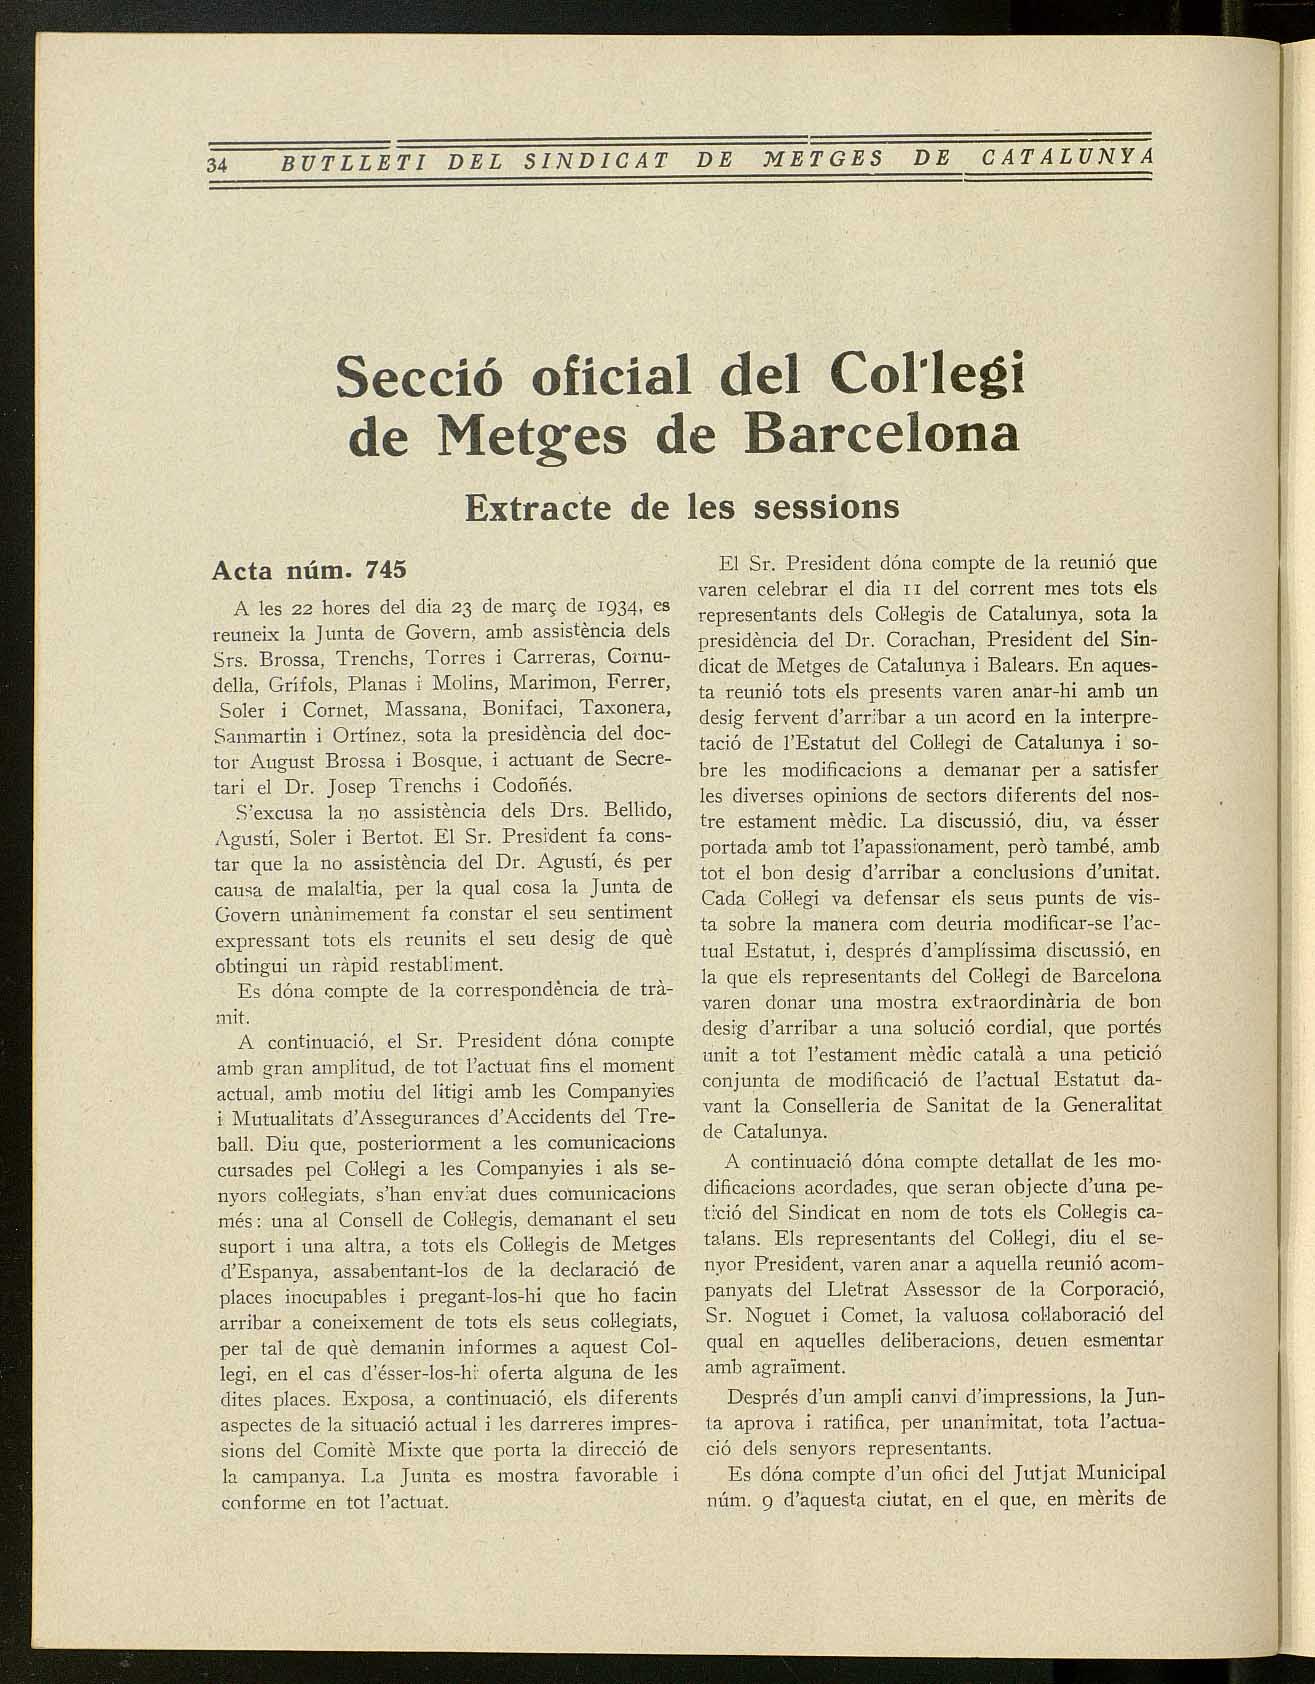 34 BUTLLETI DEL SINDICAT DE METGES DE CATALUNYA
Secció oficial del Col·legi
de Metges de Barcelona
Extracte de les sessions
Acta núm. 745
A les 22 hores del dia 23 de març de 1934, es
reuneix la Junta de Govern, amb assistència dels
Srs. Brossa, Trenchs, Torres i Carreras, Cornu-
della, Grífols, Planas i Molins, Marimon, Ferrer,
Soler i Cornet, Massana, Bonifaci, Taxonera,
Sanmartin i Ortínez, sota la presidència del doc-
tor August Brossa i Bosque, i actuant de Secre-
tari el Dr. Josep Trenchs i Codoñés.
S'excusa la no assistència dels Drs. Bellido,
Agustí, Soler i Bertot. El Sr. President fa cons-
tar que la no assistència del Dr. Agustí, és per
causa de malaltia, per la qual cosa la Junta de
Govern unànimement fa constar el seu sentiment
expressant tots els reunits el seu desig de què
obtingui un ràpid restabliment.
Es dóna compte de la correspondència de trà-
mit.
A continuació, el Sr. President dóna compte
amb gran amplitud, de tot l'actuat fins el moment
actual, amb motiu del litigi amb les Companyies
i Mutualitats d'Assegurances d'Accidents del Tre-
ball. Diu que, posteriorment a les comunicacions
cursades pel Col·legi a les Companyies i als se-
nyors col·legiats, s'han enviat dues comunicacions
més: una al Consell de Col·legis, demanant el seu
suport i una altra, a tots els Col·legis de Metges
d'Espanya, assabentant-los de la declaració de
places inocupables i pregant-los-hi que ho facin
arribar a coneixement de tots els seus col·legiats,
per tal de què demanin informes a aquest Col-
legi, en el cas d'ésser-los-hi oferta alguna de les
dites places. Exposa, a continuació, els diferents
aspectes de la situació actual i les darreres impres-
sions del Comitè Mixte que porta la direcció de
la campanya. La Junta es mostra favorable i
conforme en tot l'actuat.
El Sr. President dóna compte de la reunió que
varen celebrar el dia 11 del corrent mes tots els
representants dels Col·legis de Catalunya, sota la
presidència del Dr. Corachan, President del Sin-
dicat de Metges de Catalunya i Balears. En aques-
ta reunió tots els presents varen anar-hi amb un
desig fervent d'arribar a un acord en la interpre-
tació de l'Estatut del Col·legi de Catalunya i so-
bre les modificacions a demanar per a satisfer
les diverses opinions de sectors diferents del nos-
tre estament mèdic. La discussió, diu, va ésser
portada amb tot l'apassionament, però també, amb
tot el bon desig d'arribar a conclusions d'unitat.
Cada Col·legi va defensar els seus punts de vis-
ta sobre la manera com deuria modificar-se l'ac-
tual Estatut, i, després d'amplíssima discussió, en
la que els representants del Col·legi de Barcelona
varen donar una mostra extraordinària de bon
desig d'arribar a una solució cordial, que portés
unit a tot l'estament mèdic català a una petició
conjunta de modificació de l'actual Estatut da-
vant la Conselleria de Sanitat de la Generalitat
de Catalunya.
A continuació dóna compte detallat de les mo-
dificacions acordades, que seran objecte d'una pe-
tició del Sindicat en nom de tots els Col·legis ca-
talans. Els representants del Col·legi, diu el se-
nyor President, varen anar a aquella reunió acom-
panyats del Lletrat Assessor de la Corporació,
Sr. Noguet i Comet, la valuosa col·laboració del
qual en aquelles deliberacions, deuen esmentar
amb agraïment.
Després d'un ampli canvi d'impressions, la Jun-
ta aprova i ratifica, per unanimitat, tota l'actua-
ció dels senyors representants.
Es dóna compte d'un ofici del Jutjat Municipal
núm. 9 d'aquesta ciutat, en el que, en mèrits de